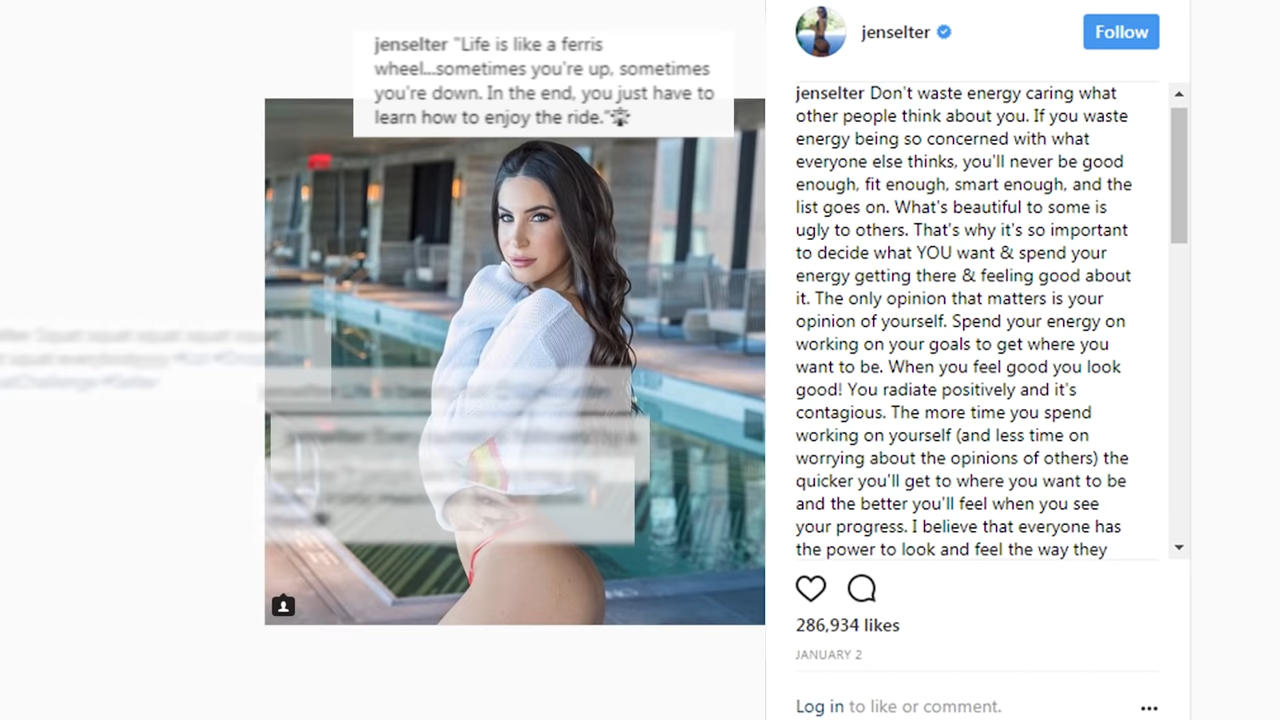 jenselter "Life is like a ferris
wheel...sometimes you're up, sometimes
you're down. In the end, you just have to
learn how to enjoy the ride."
jenselter
Follow
jenselter Don't waste energy caring what
other people think about you. If you waste
energy being so concerned with what
everyone else thinks, you'll never be good
enough, fit enough, smart enough, and the
list goes on. What's beautiful to some is
ugly to others. That's why it's so important
to decide what YOU want & spend your
energy getting there & feeling good about
it. The only opinion that matters is your
opinion of yourself. Spend your energy on
working on your goals to get where you
want to be. When you feel good you look
good! You radiate positively and it's
contagious. The more time you spend
working on yourself (and less time on
worrying about the opinions of others) the
quicker you'll get to where you want to be
and the better you'll feel when you see
your progress. I believe that everyone has
the power to look and feel the way they
286,934 likes
JANUARY 2
Log in to like or comment.